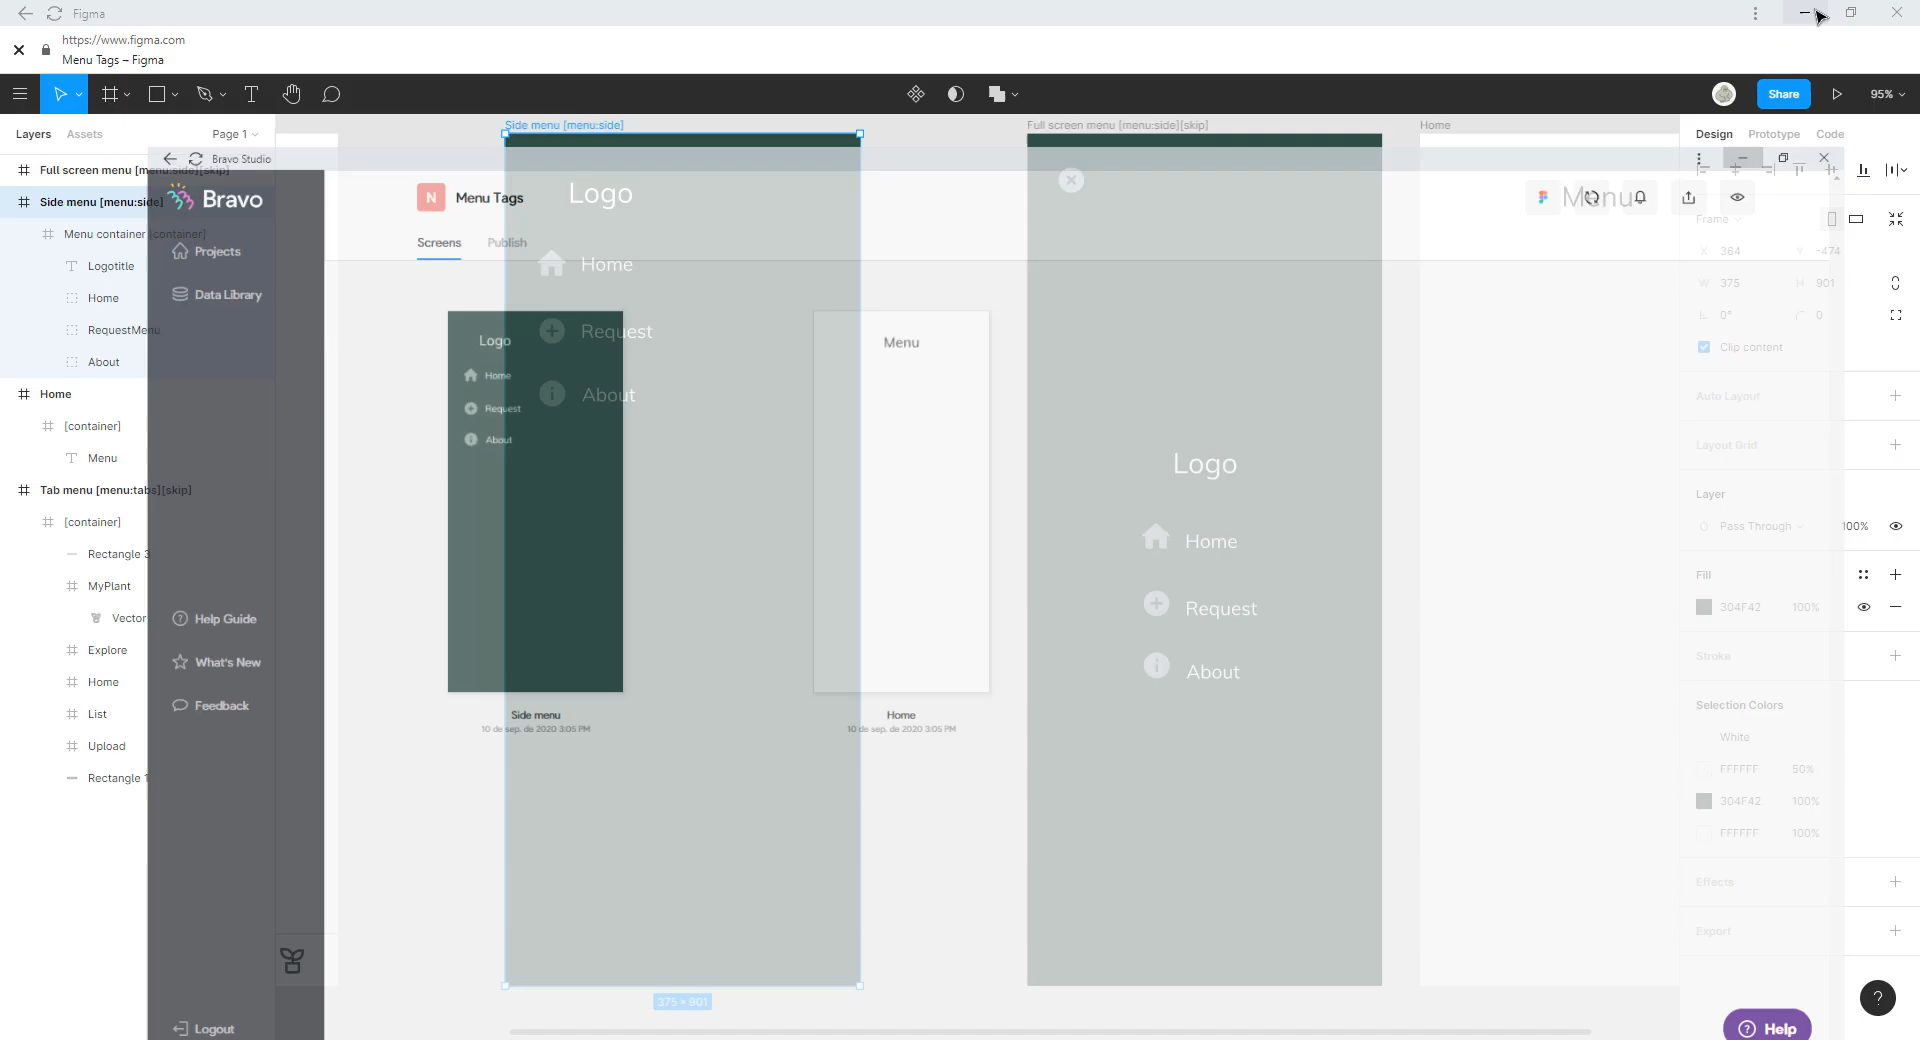 Figma
https://www.figma.com
Menu Tags – Figma
Share
95%
Layers
Assets
Page 1
Side menu [menu:side]
Full screen menu [menu:side][skip]
Home
Design
Prototype
Code
Full screen menu [menu:side][skip]
Side menu [menu:side]
Menu container [container]
Logotitle
Home
RequestMenu
About
Home
[container]
Menu
Tab menu [menu:tabs][skip]
[container]
Rectangle 3
MyPlant
Vector
Explore
Home
List
Upload
Rectangle 1
Bravo Studio
Bravo
Projects
Data Library
Help Guide
What's New
Feedback
Logout
N
Menu Tags
Screens
Publish
Logo
Home
Request
About
Side menu
10 de sep. de 2020 3:05 PM
Menu
Home
10 de sep. de 2020 3:05 PM
Logo
Home
Request
About
375 × 901
Logo
Home
Request
About
Menu
Frame
X 364
Y -474
W 375
H 901
0°
0
Clip content
Auto Layout
Layout Grid
Layer
Pass Through
100%
Fill
304F42
100%
Stroke
Selection Colors
White
FFFFFF
50%
304F42
100%
FFFFFF
100%
Effects
Export
?
Help